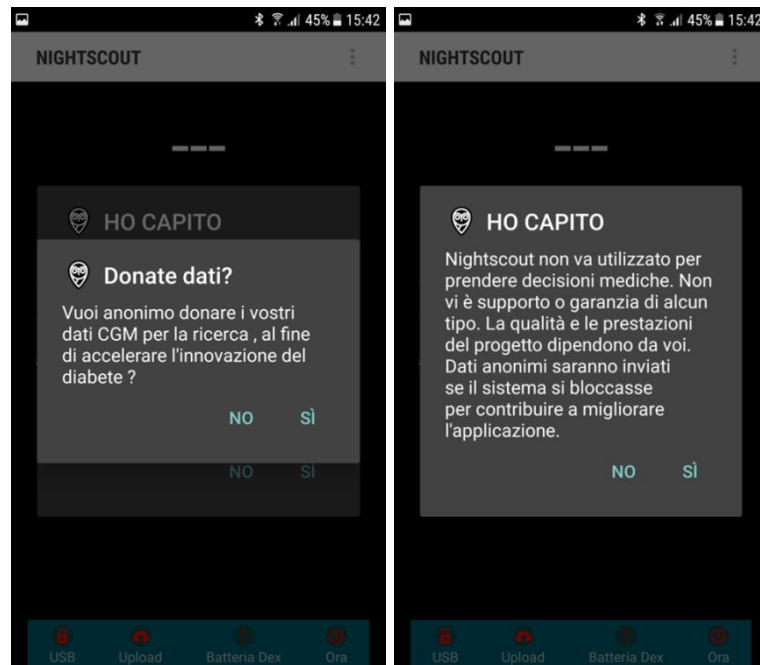 45% 15:42
NIGHTSCOUT
---
HO CAPITO
Donate dati?
Vuoi anonimo donare i vostri
dati CGM per la ricerca , al fine
di accelerare l'innovazione del
diabete ?
NO SÌ
NO SÌ
USB Upload Batteria Dex Ora
45% 15:42
NIGHTSCOUT
---
HO CAPITO
Nightscout non va utilizzato per
prendere decisioni mediche. Non
vi è supporto o garanzia di alcun
tipo. La qualità e le prestazioni
del progetto dipendono da voi.
Dati anonimi saranno inviati
se il sistema si bloccasse
per contribuire a migliorare
l'applicazione.
NO SÌ
USB Upload Batteria Dex Ora